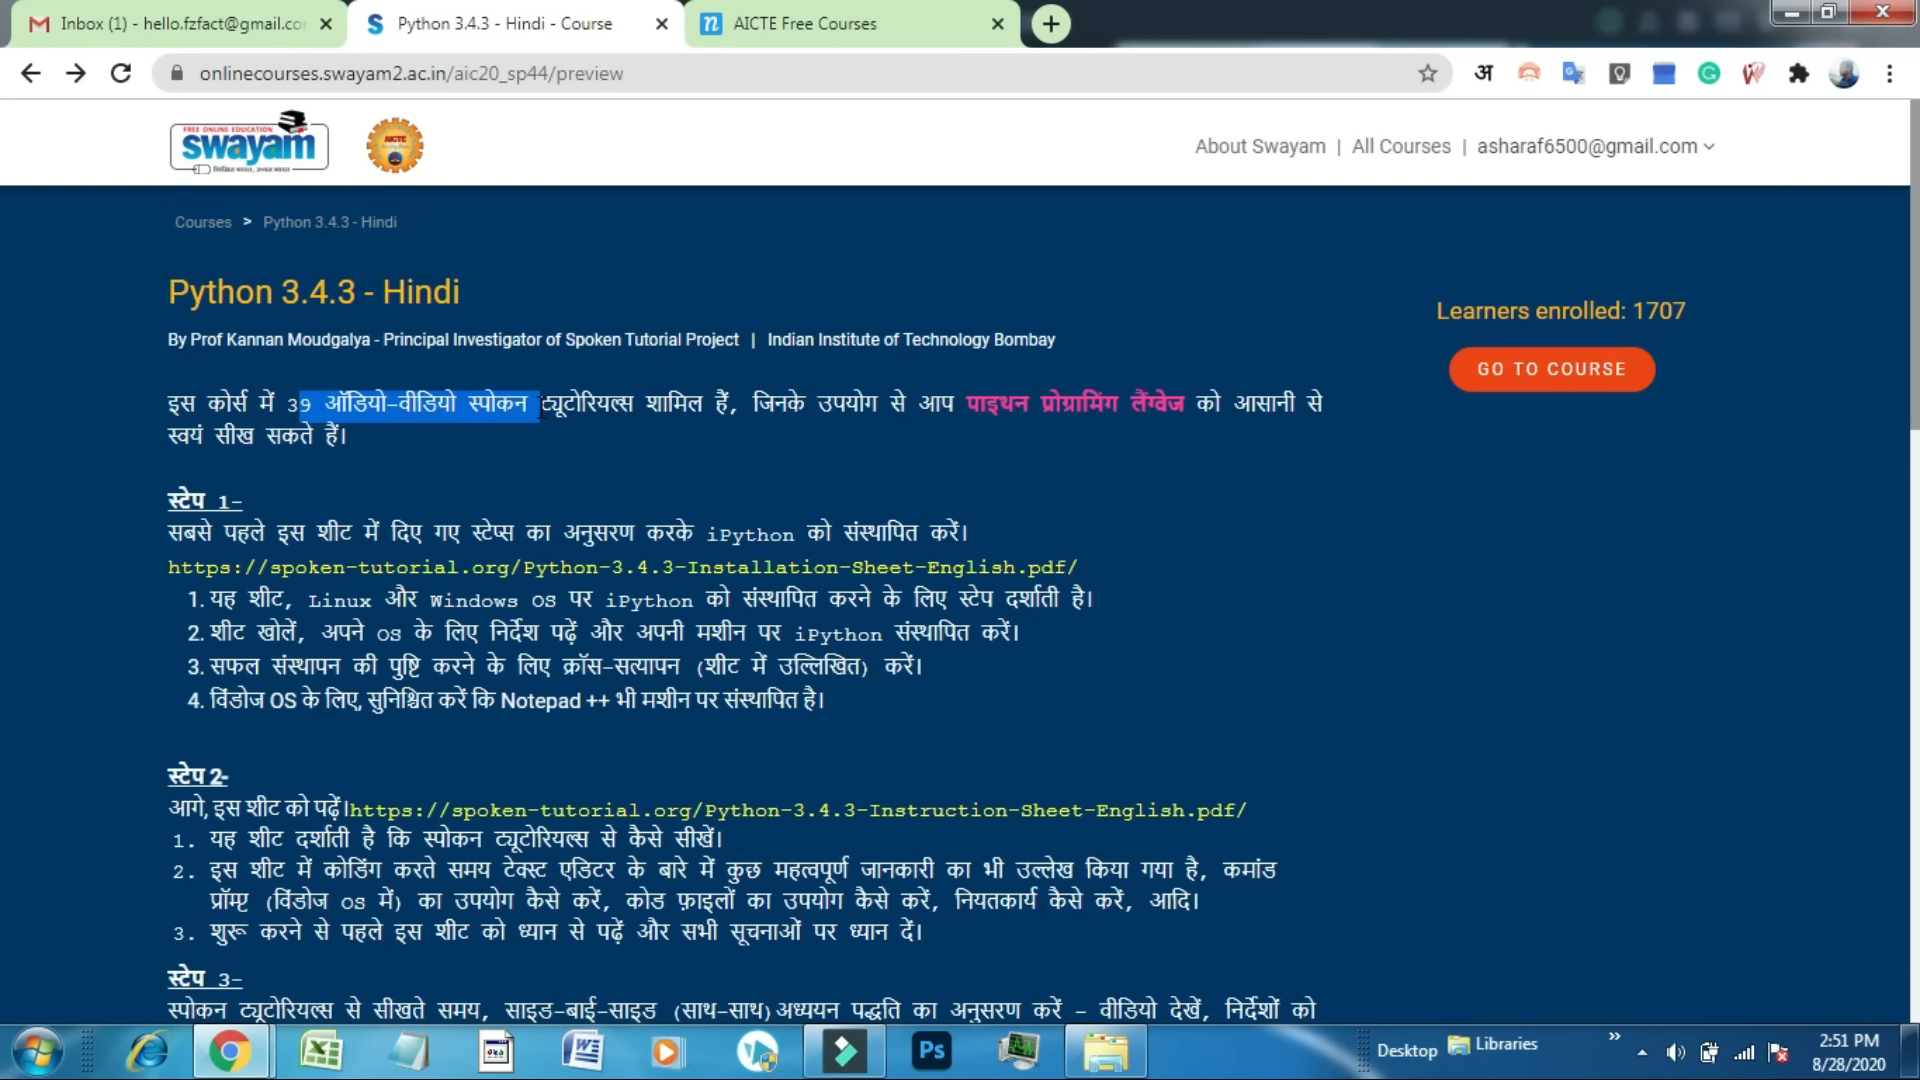 Inbox (1) - hello.fzfact@gmail.co
Python 3.4.3 - Hindi - Course
AICTE Free Courses
onlinecourses.swayam2.ac.in/aic20_sp44/preview
FREE ONLINE EDUCATION
swayam
शिक्षित भारत, उन्नत भारत
AICTE
About Swayam | All Courses | asharaf6500@gmail.com
Courses > Python 3.4.3 - Hindi
Python 3.4.3 - Hindi
By Prof Kannan Moudgalya - Principal Investigator of Spoken Tutorial Project | Indian Institute of Technology Bombay
Learners enrolled: 1707
GO TO COURSE
इस कोर्स में 39 ऑडियो-वीडियो स्पोकन ट्यूटोरियल्स शामिल हैं, जिनके उपयोग से आप पाइथन प्रोग्रामिंग लैंग्वेज को आसानी से
स्वयं सीख सकते हैं।
स्टेप 1-
सबसे पहले इस शीट में दिए गए स्टेप्स का अनुसरण करके iPython को संस्थापित करें।
https://spoken-tutorial.org/Python-3.4.3-Installation-Sheet-English.pdf/
1. यह शीट, Linux और Windows OS पर iPython को संस्थापित करने के लिए स्टेप दर्शाती है।
2. शीट खोलें, अपने OS के लिए निर्देश पढ़ें और अपनी मशीन पर iPython संस्थापित करें।
3. सफल संस्थापन की पुष्टि करने के लिए क्रॉस-सत्यापन (शीट में उल्लिखित) करें।
4. विंडोज OS के लिए, सुनिश्चित करें कि Notepad ++ भी मशीन पर संस्थापित है।
स्टेप 2-
आगे, इस शीट को पढ़ें।https://spoken-tutorial.org/Python-3.4.3-Instruction-Sheet-English.pdf/
1. यह शीट दर्शाती है कि स्पोकन ट्यूटोरियल्स से कैसे सीखें।
2. इस शीट में कोडिंग करते समय टेक्स्ट एडिटर के बारे में कुछ महत्वपूर्ण जानकारी का भी उल्लेख किया गया है, कमांड
प्रॉम्प्ट (विंडोज OS में) का उपयोग कैसे करें, कोड फ़ाइलों का उपयोग कैसे करें, नियतकार्य कैसे करें, आदि।
3. शुरू करने से पहले इस शीट को ध्यान से पढ़ें और सभी सूचनाओं पर ध्यान दें।
स्टेप 3-
स्पोकन ट्यूटोरियल्स से सीखते समय, साइड-बाई-साइड (साथ-साथ) अध्ययन पद्धति का अनुसरण करें - वीडियो देखें, निर्देशों को
Ps
Desktop
Libraries
2:51 PM
8/28/2020